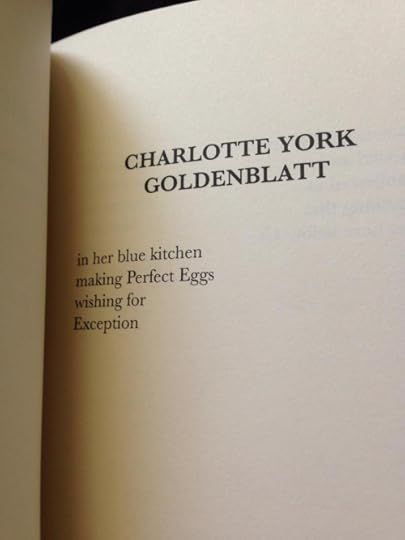 CHARLOTTE YORK
GOLDENBLATT
in her blue kitchen
making Perfect Eggs
wishing for
Exception